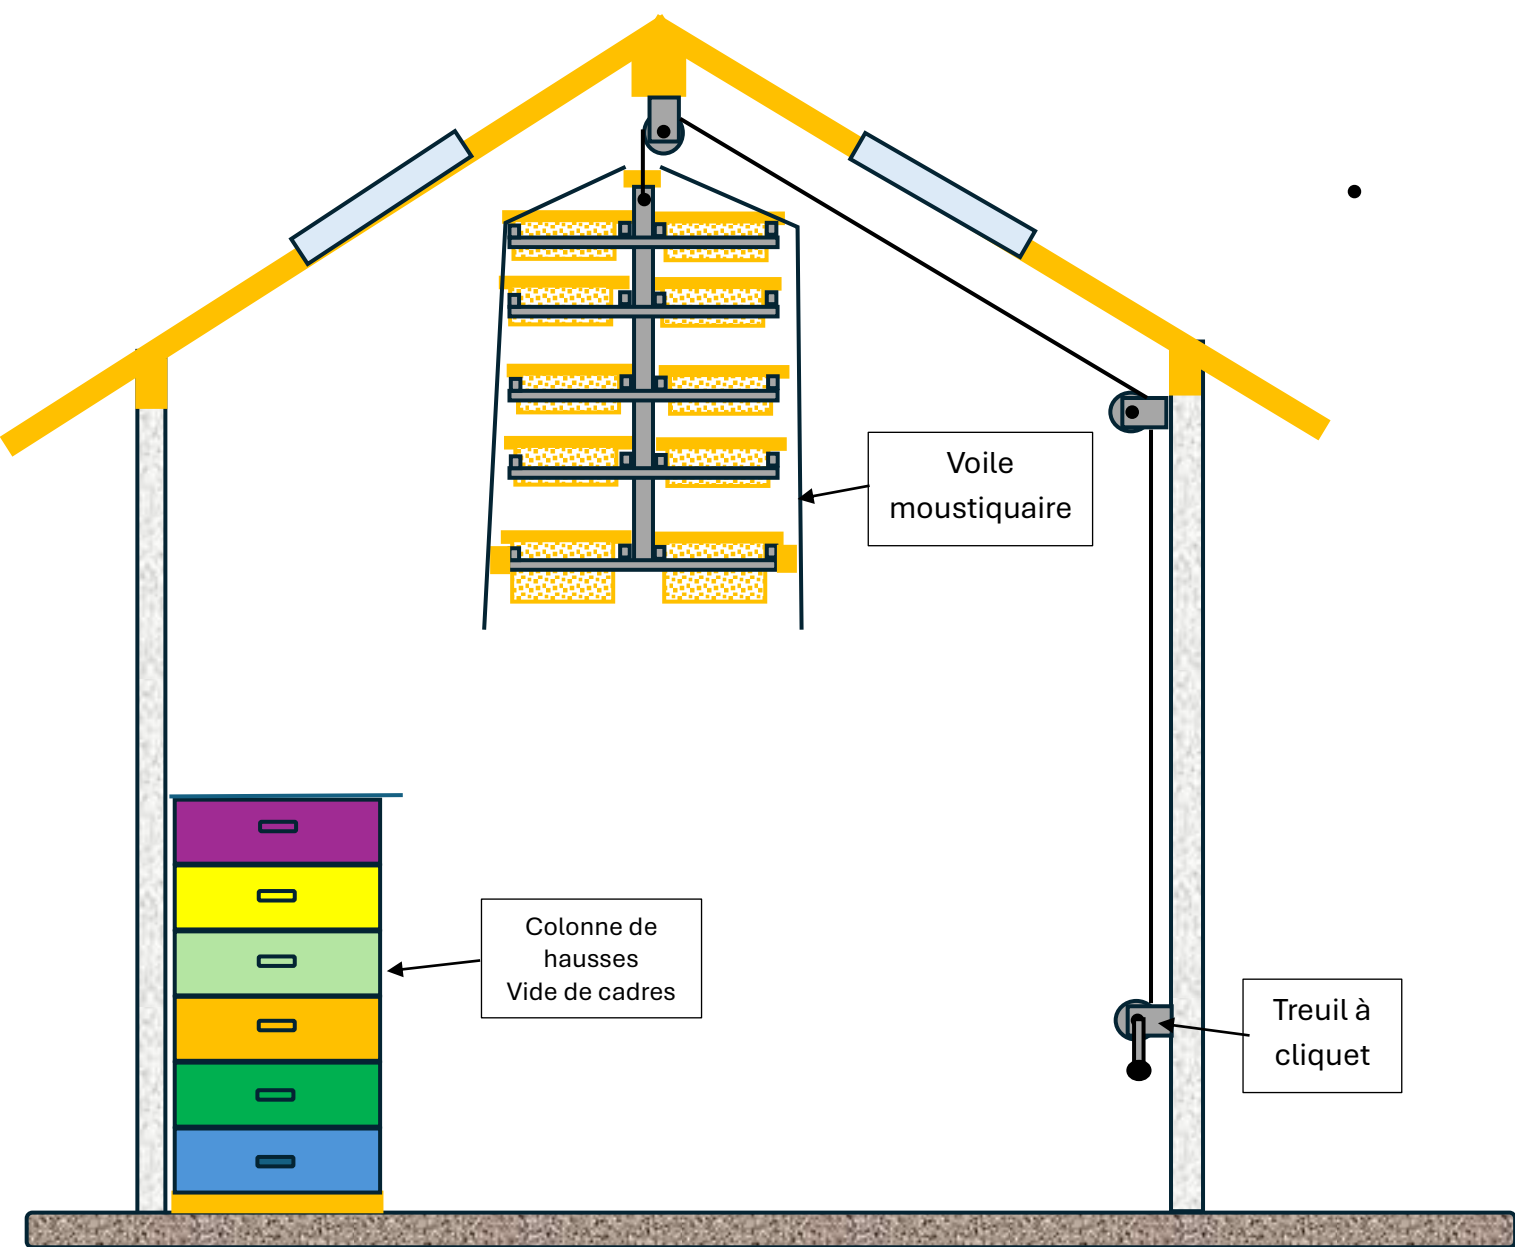 Voile
moustiquaire
Colonne de
hausses
Vide de cadres
Treuil à
cliquet